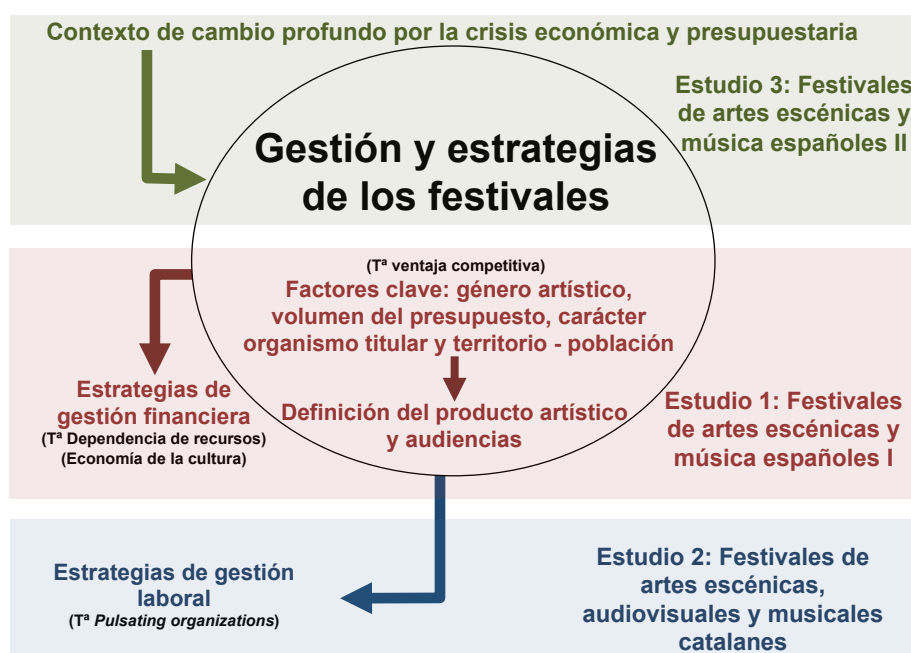 Contexto de cambio profundo por la crisis económica y presupuestaria
Estudio 3: Festivales
de artes escénicas y
música españoles II
Gestión y estrategias
de los festivales
(Tª ventaja competitiva)
Factores clave: género artístico,
volumen del presupuesto, carácter
organismo titular y territorio - población
Estrategias de
gestión financiera
(Tª Dependencia de recursos)
(Economía de la cultura)
Definición del producto artístico
y audiencias
Estudio 1: Festivales
de artes escénicas y
música españoles I
Estrategias de gestión
laboral
(Tª Pulsating organizations)
Estudio 2: Festivales de
artes escénicas,
audiovisuales y musicales
catalanes